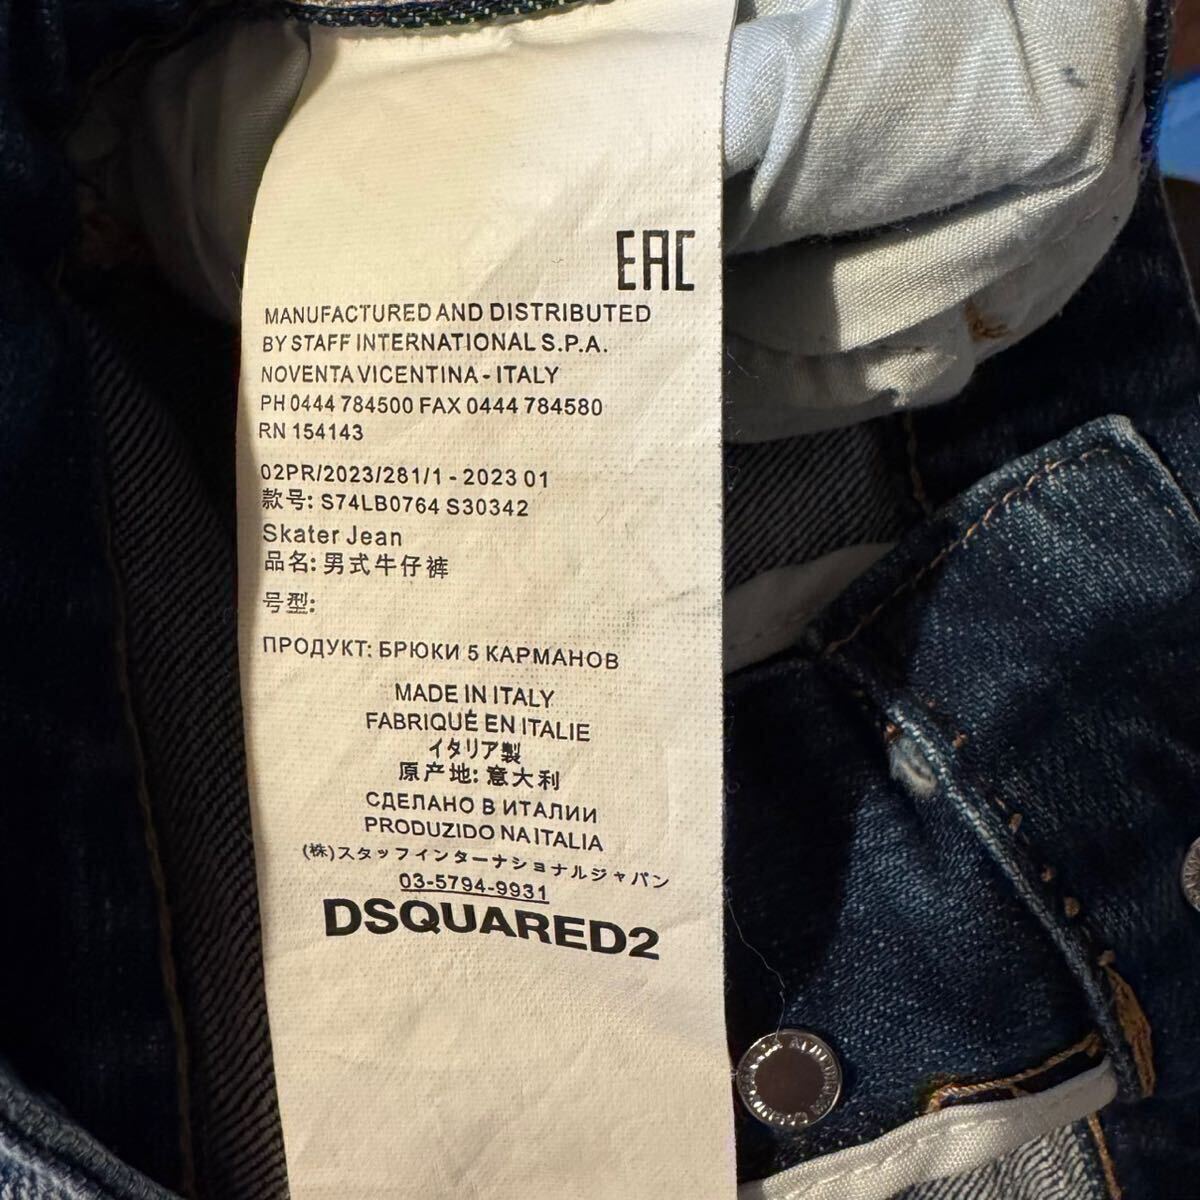 EAC
MANUFACTURED AND DISTRIBUTED
BY STAFF INTERNATIONAL S.P.A.
NOVENTA VICENTINA - ITALY
PH 0444 784500 FAX 0444 784580
RN 154143
02PR/2023/281/1 - 2023 01
款号: S74LB0764 S30342
Skater Jean
品名: 男式牛仔裤
号型:
ПРОДУКТ: БРЮКИ 5 КАРМАНОВ
MADE IN ITALY
FABRIQUÉ EN ITALIE
イタリア製
原产地: 意大利
СДЕЛАНО В ИТАЛИИ
PRODUZIDO NA ITALIA
(株)スタッフインターナショナルジャパン
03-5794-9931
DSQUARED2